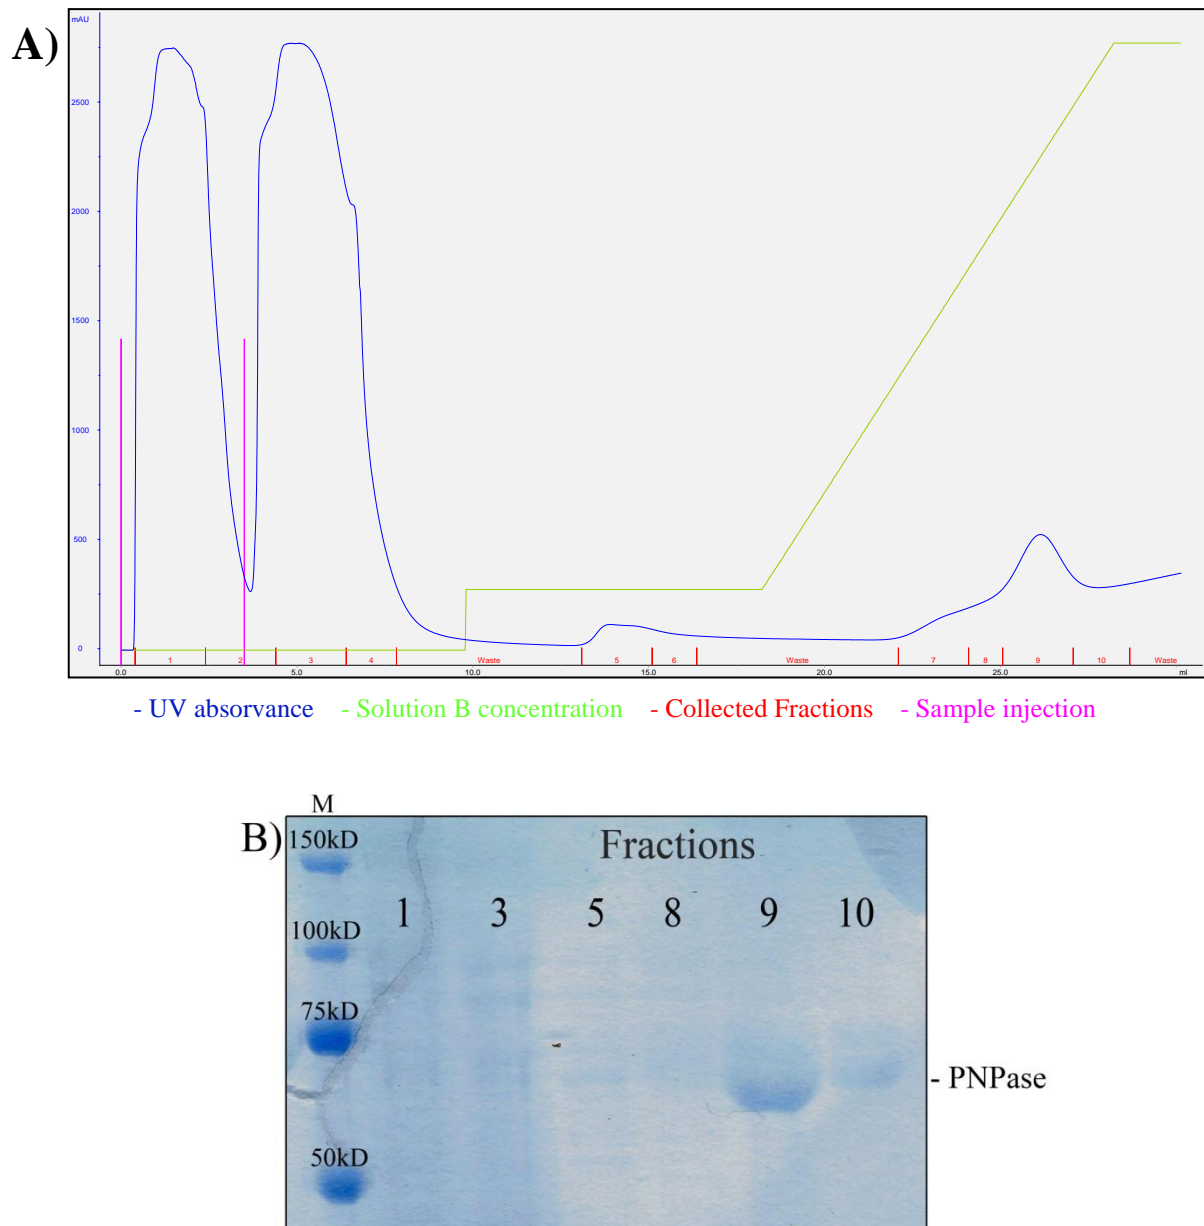 A)
mAU
2500
2000
1500
1000
500
0
1 2 3 4 Waste 5 6 Waste 7 8 9 10 Waste
0.0 5.0 10.0 15.0 20.0 25.0 ml
- UV absorvance - Solution B concentration - Collected Fractions - Sample injection
B)
M
150kD
Fractions
1 3 5 8 9 10
100kD
75kD
- PNPase
50kD